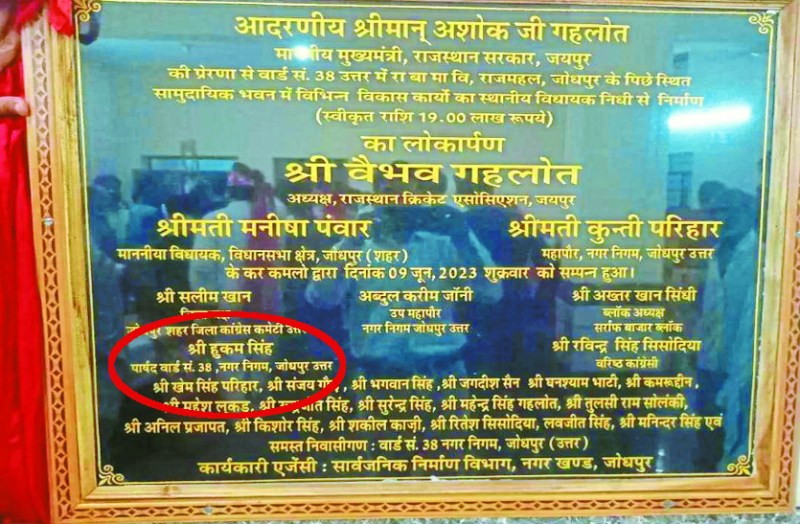 आदरणीय श्रीमान् अशोक जी गहलोत
माननीय मुख्यमंत्री, राजस्थान सरकार, जयपुर
की प्रेरणा से वार्ड सं. 38 उत्तर में रा बा मा वि, राजमहल, जोधपुर के पिछे स्थित
सामुदायिक भवन में विभिन्न विकास कार्यो का स्थानीय विधायक निधी से निर्माण
(स्वीकृत राशि 19.00 लाख रूपये)
का लोकार्पण
श्री वैभव गहलोत
अध्यक्ष, राजस्थान क्रिकेट एसोसिएशन, जयपुर
श्रीमती मनीषा पंवार श्रीमती कुन्ती परिहार
माननीया विधायक, विधानसभा क्षेत्र, जोधपुर (शहर) महापौर, नगर निगम, जोधपुर उत्तर
के कर कमलो द्वारा दिनांक 09 जून, 2023 शुक्रवार को सम्पन हुआ।
श्री सलीम खान अब्दुल करीम जॉनी श्री अख्तर खान सिंधी
उप महापौर ब्लॉक अध्यक्ष
जोधपुर शहर जिला कांग्रेस कमेटी उत्तर नगर निगम जोधपुर उत्तर सर्राफ बाजार ब्लॉक
श्री हुकम सिंह श्री रविन्द्र सिंह सिसोदिया
पार्षद वार्ड सं. 38 ,नगर निगम, जोधपुर उत्तर वरिष्ठ कांग्रेसी
श्री खेम सिंह परिहार, श्री संजय गौड़ , श्री भगवान सिंह ,श्री जगदीश सैन श्री घनश्याम भाटी, श्री कमरूद्दीन,
श्री महेश लकड़, श्री इन्द्रजीत सिंह, श्री सुरेन्द्र सिंह, श्री महेन्द्र सिंह गहलोत, श्री तुलसी राम सोलंकी,
श्री अनिल प्रजापत, श्री किशोर सिंह, श्री शकील काज़ी, श्री रितेश सिसोदिया, लवजीत सिंह, श्री मनिन्दर सिंह एवं
समस्त निवासीगण : वार्ड सं. 38 नगर निगम, जोधपुर (उत्तर)
कार्यकारी एजेंसी : सार्वजनिक निर्माण विभाग, नगर खण्ड, जोधपुर